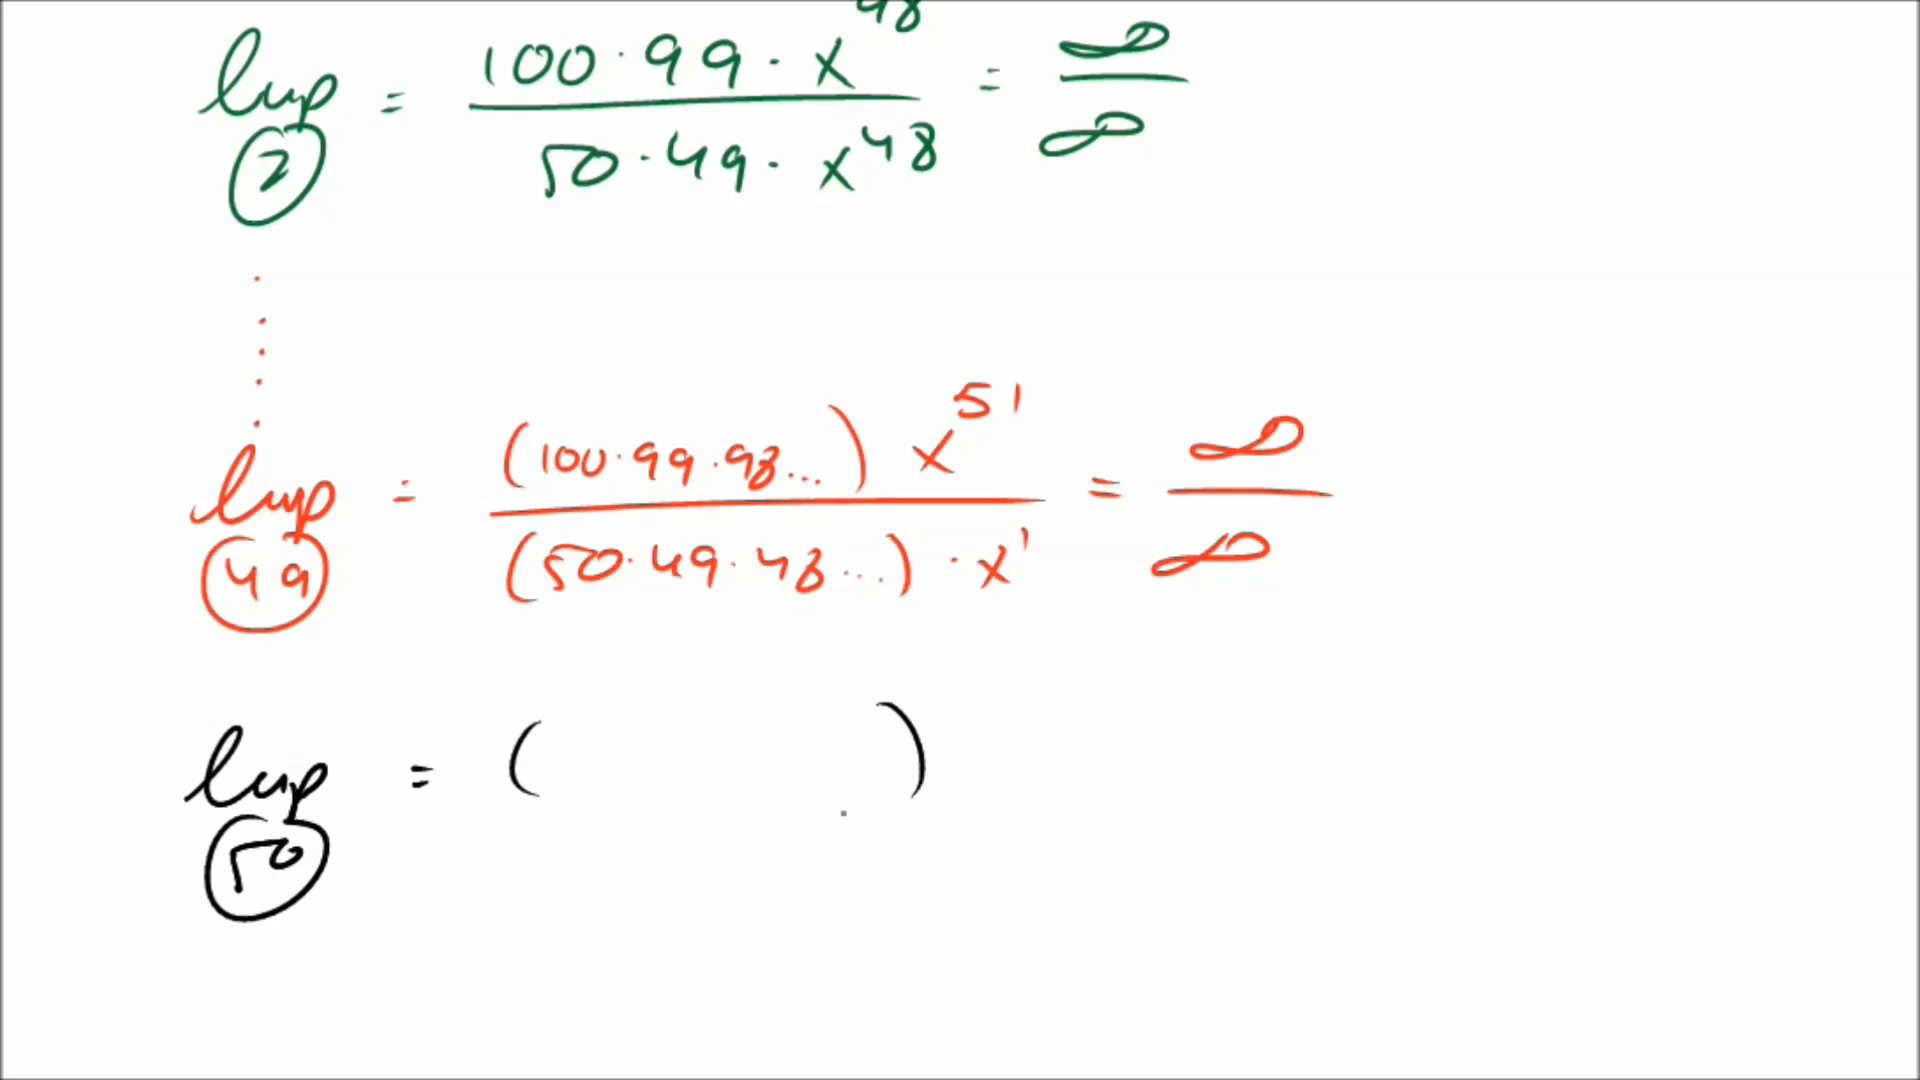 lup = 100·99·x^98 / 50·49·x^48 = ∞/∞
2
lup = (100·99·98...) x^51 / (50·49·48...)·x^1 = ∞/∞
49
lup = ( )
50